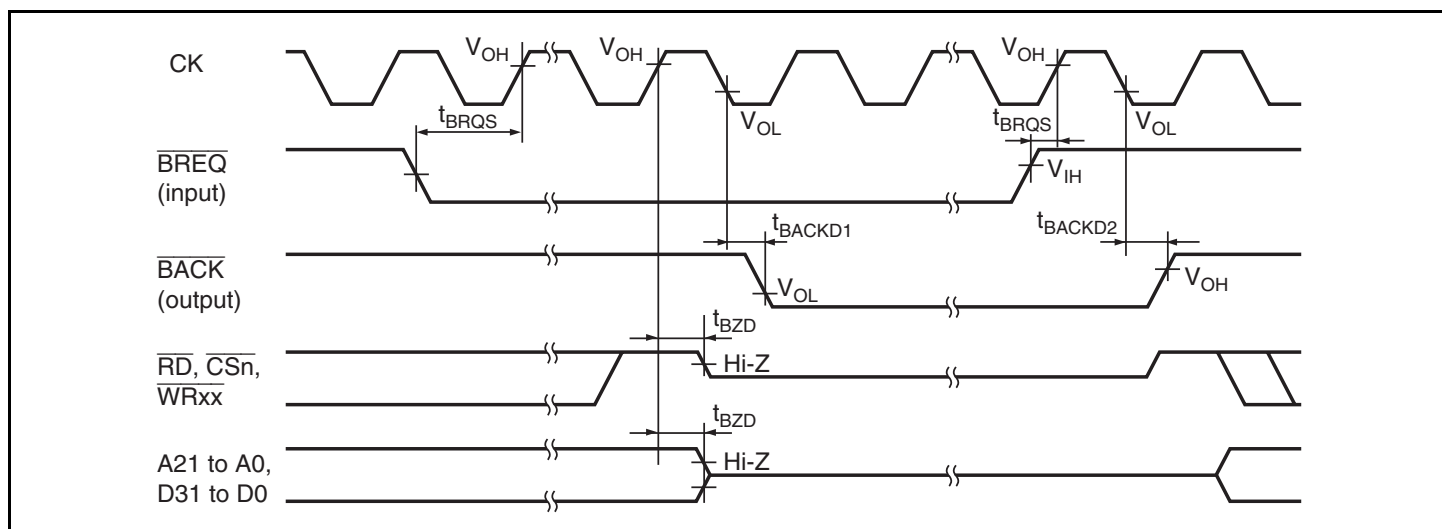 CK
V_OH
V_OH
V_OH
t_BRQS
V_OL
t_BRQS
V_OL
BREQ
(input)
V_IH
t_BACKD1
t_BACKD2
BACK
(output)
V_OL
V_OH
t_BZD
RD, CSn,
WRxx
Hi-Z
t_BZD
A21 to A0,
D31 to D0
Hi-Z